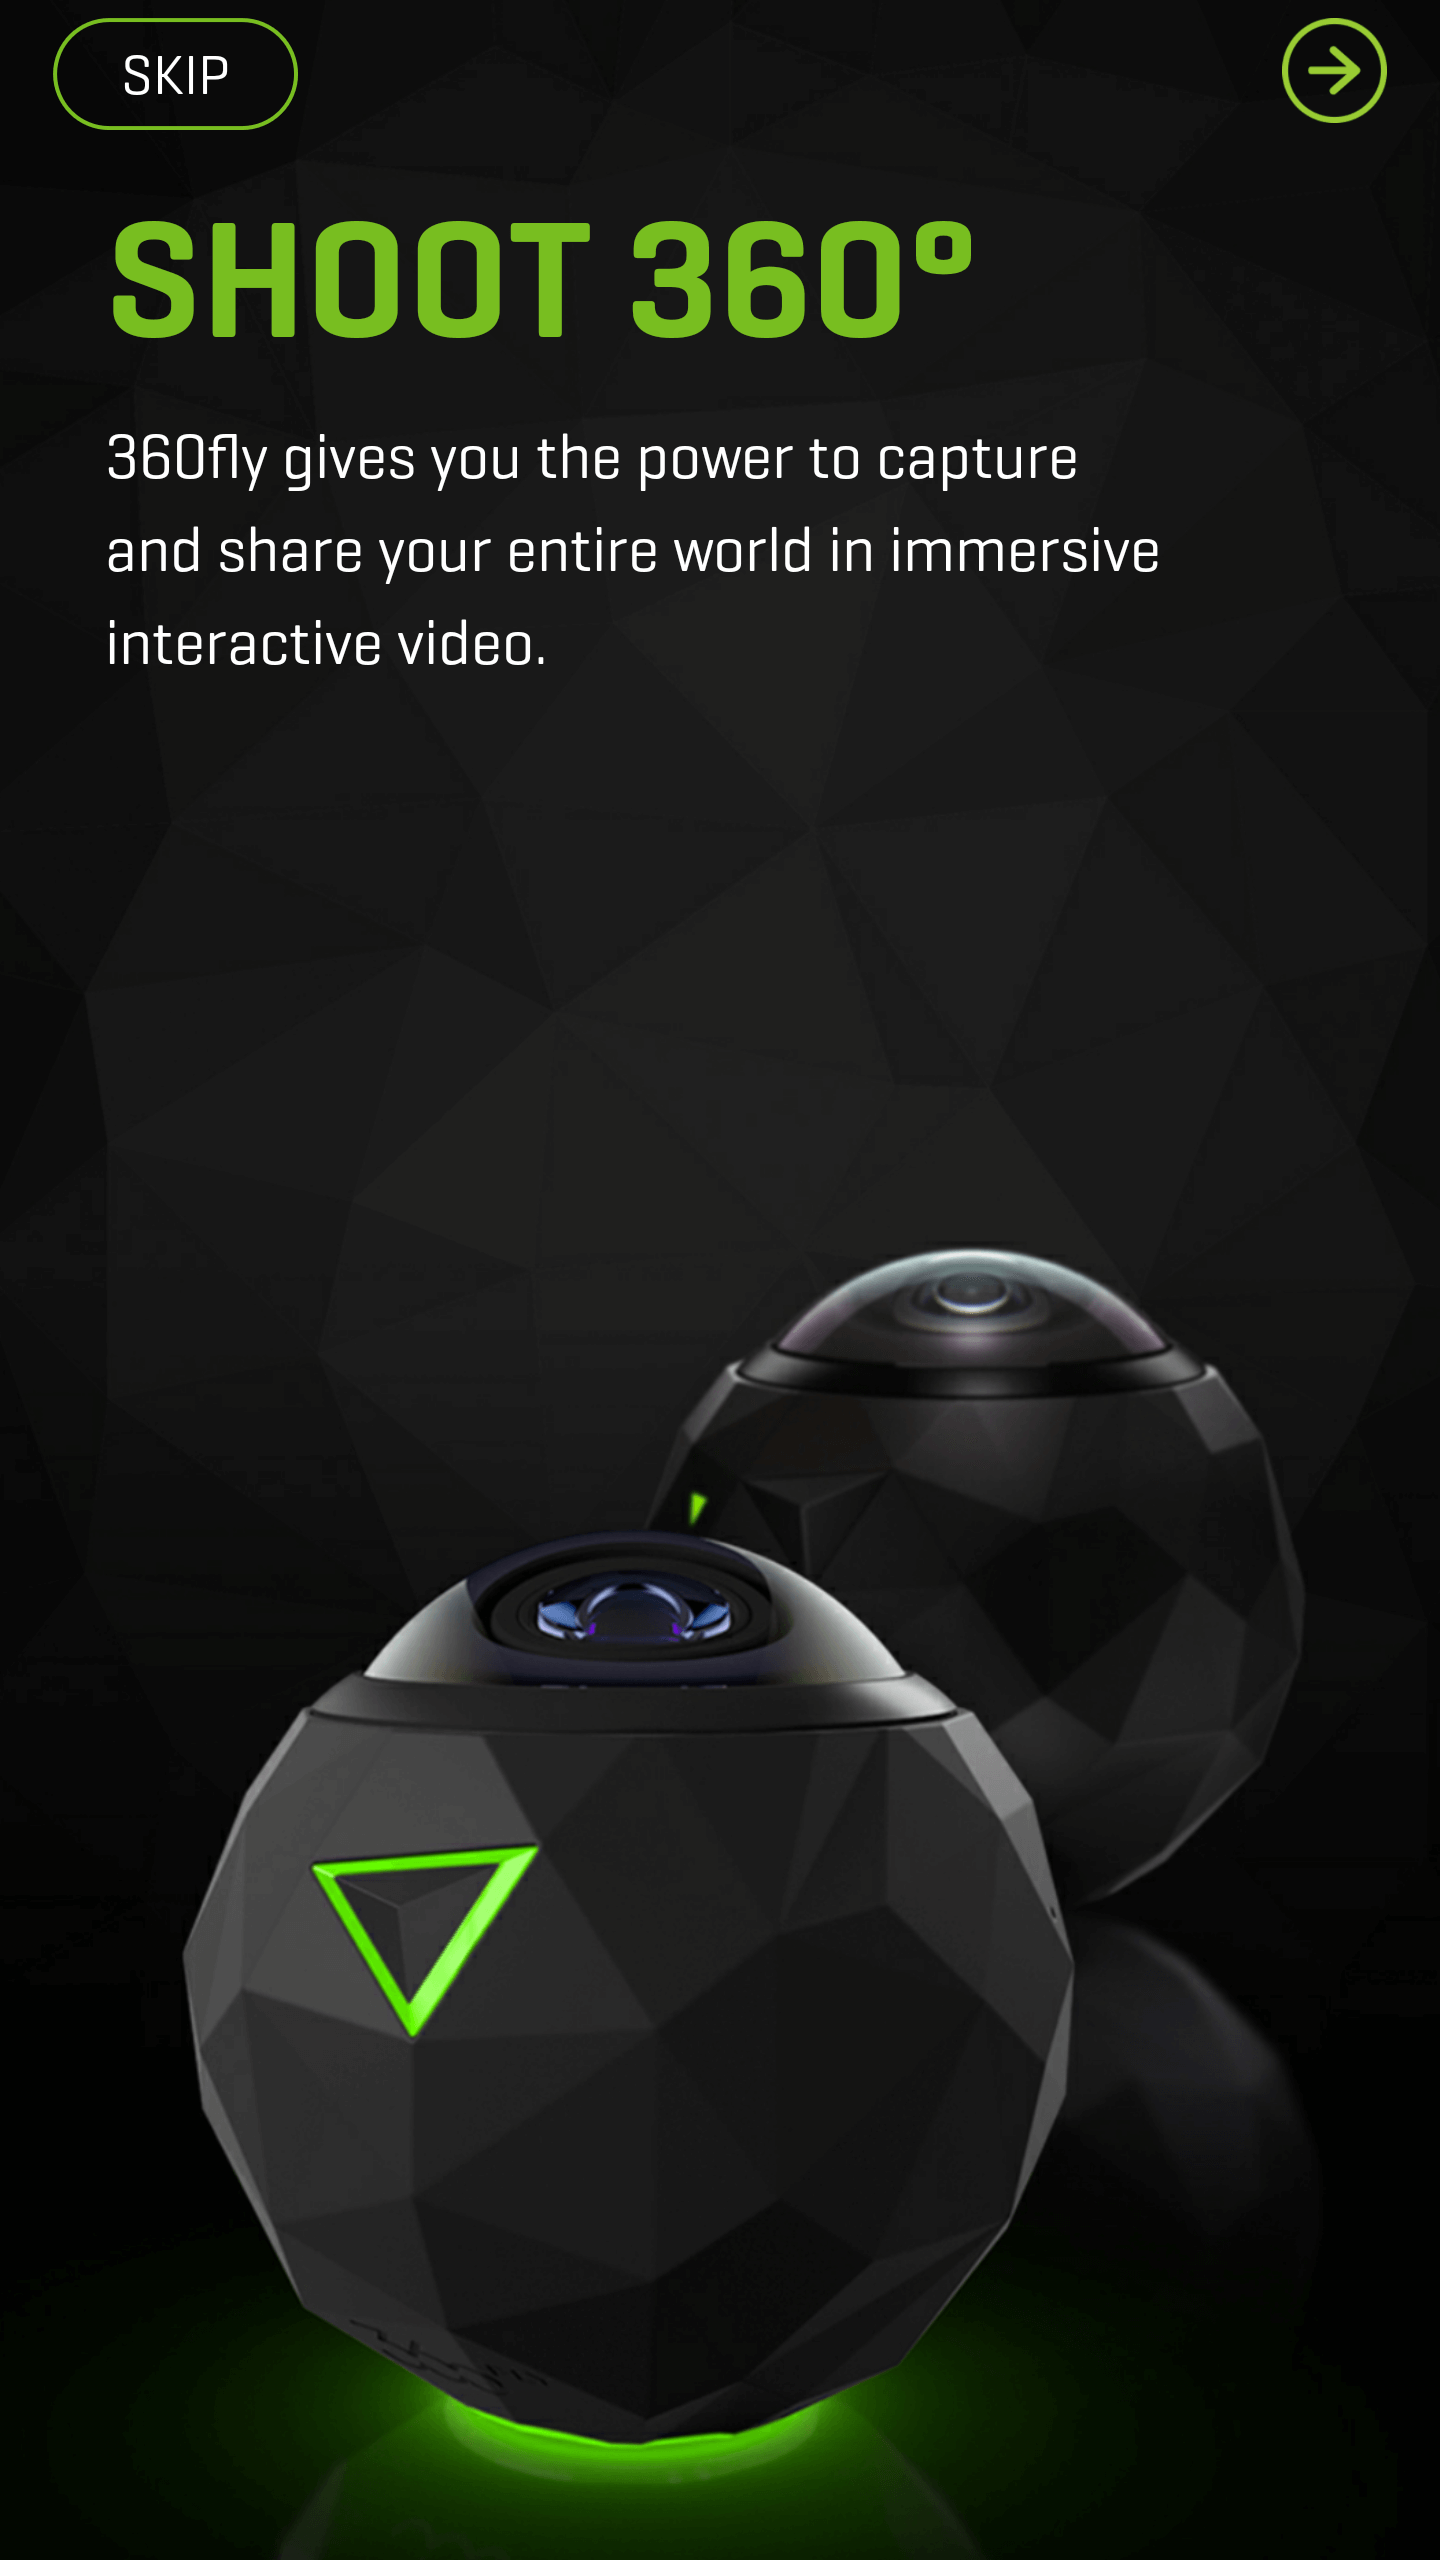 SKIP
SHOOT 360°
360fly gives you the power to capture
and share your entire world in immersive
interactive video.